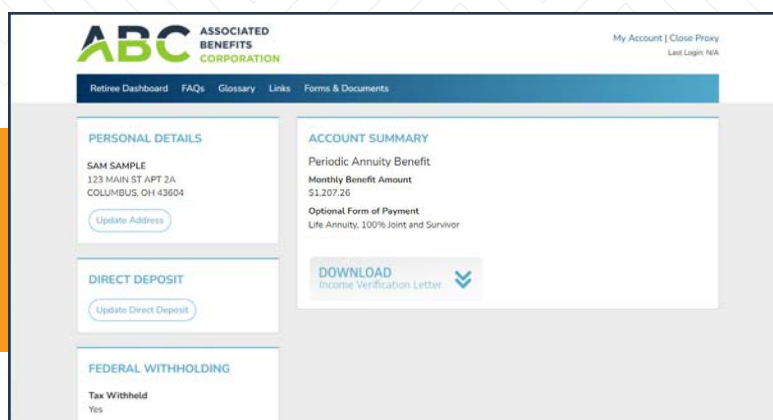 ABC ASSOCIATED
BENEFITS
CORPORATION
My Account | Close Proxy
Last Login: N/A
Retiree Dashboard FAQs Glossary Links Forms & Documents
PERSONAL DETAILS
SAM SAMPLE
123 MAIN ST APT 2A
COLUMBUS, OH 43604
Update Address
DIRECT DEPOSIT
Update Direct Deposit
FEDERAL WITHHOLDING
Tax Withheld
Yes
ACCOUNT SUMMARY
Periodic Annuity Benefit
Monthly Benefit Amount
$1,207.26
Optional Form of Payment
Life Annuity, 100% Joint and Survivor
DOWNLOAD
Income Verification Letter